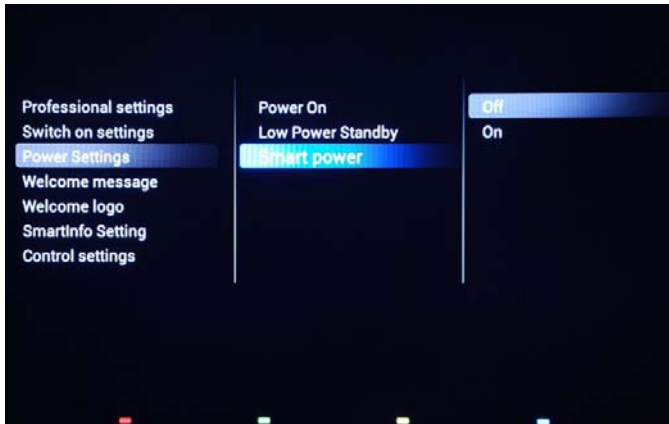 Professional settings
Switch on settings
Power Settings
Welcome message
Welcome logo
SmartInfo Setting
Control settings
Power On
Low Power Standby
Smart power
Off
On